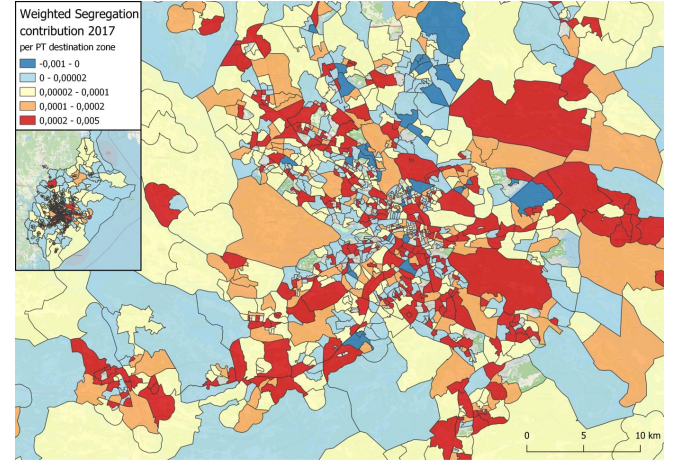 Weighted Segregation
contribution 2017
per PT destination zone
-0,001 - 0
0 - 0,00002
0,00002 - 0,0001
0,0001 - 0,0002
0,0002 - 0,005
0 5 10 km